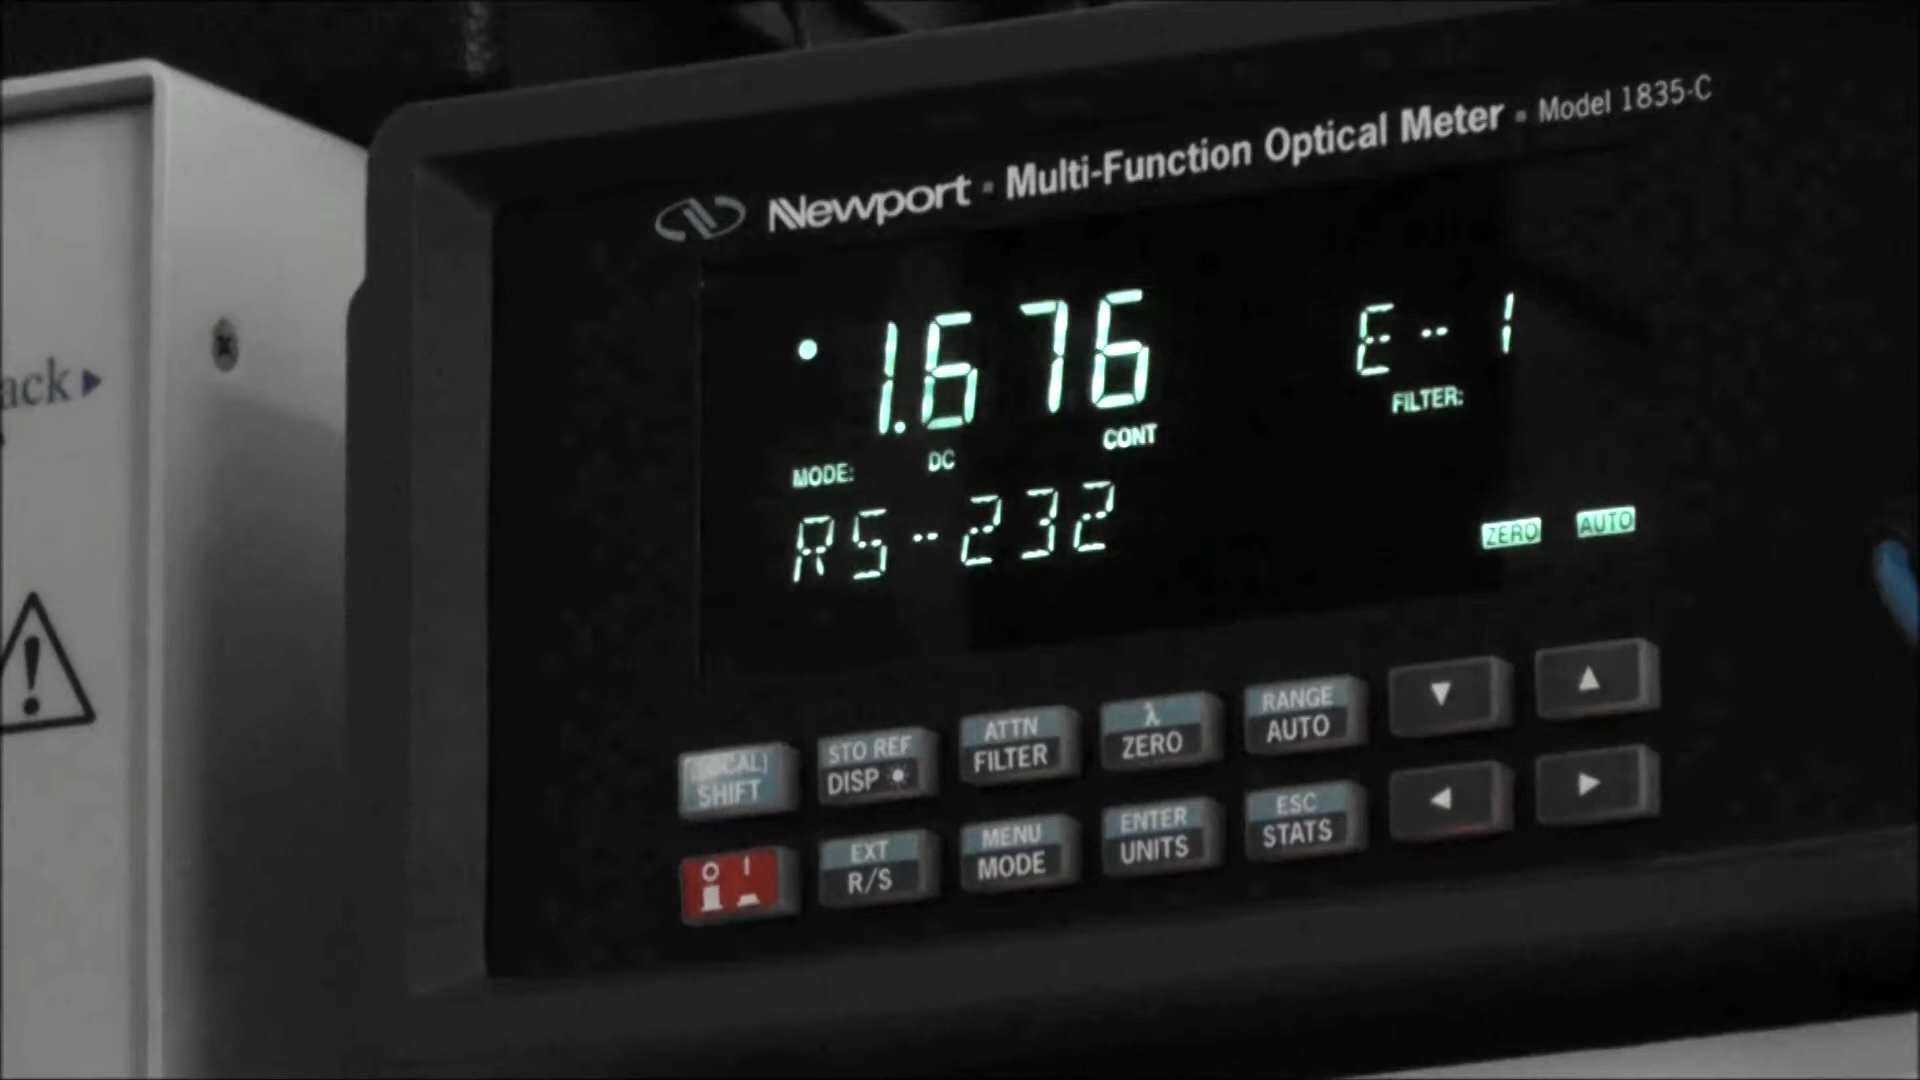 Newport · Multi-Function Optical Meter · Model 1835-C
ack
1.676 E-1
FILTER:
MODE: DC CONT
RS-232
ZERO AUTO
STO REF
DISP
ATTN
FILTER
λ
ZERO
RANGE
AUTO
SHIFT
EXT
R/S
MENU
MODE
ENTER
UNITS
ESC
STATS